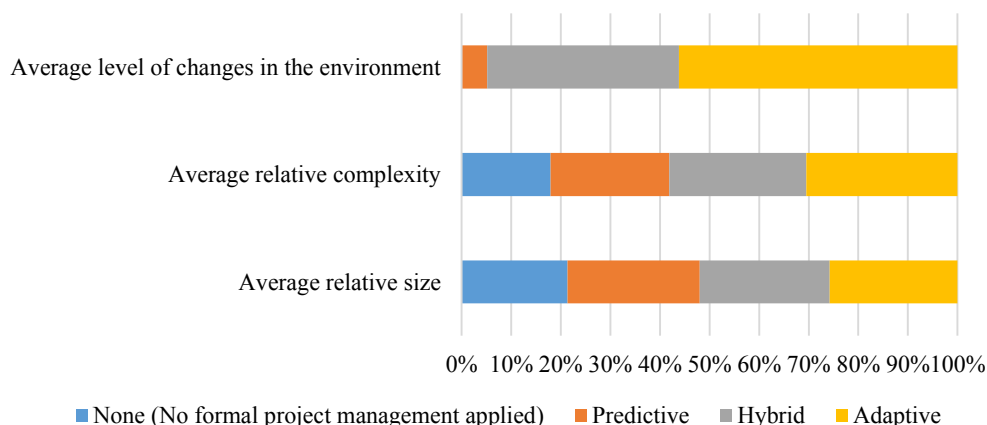 Average level of changes in the environment
Average relative complexity
Average relative size
0% 10% 20% 30% 40% 50% 60% 70% 80% 90% 100%
None (No formal project management applied) Predictive Hybrid Adaptive